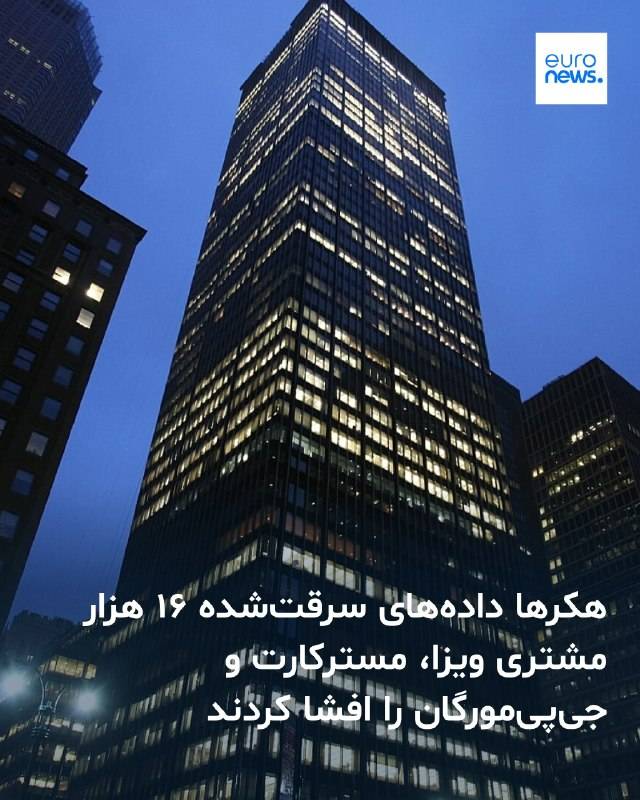 euro
news.
هکرها داده‌های سرقت‌شده ۱۶ هزار
مشتری ویزا، مسترکارت و
جی‌پی‌مورگان را افشا کردند